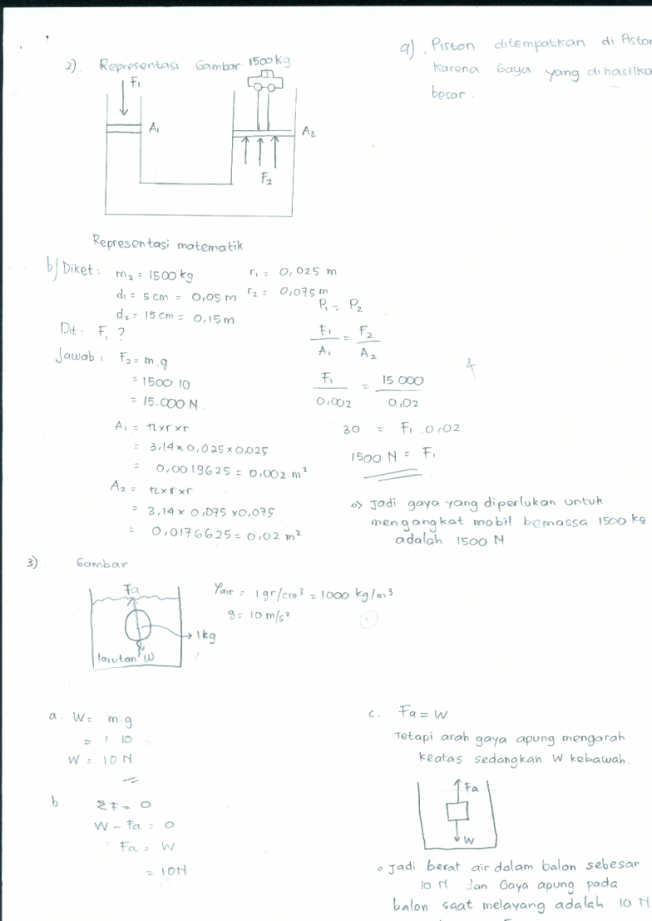 2). Representasi Gambar
1500 kg
F1
A1
A2
F2
a). Piston ditempatkan di
karena Gaya yang
besar.
Representasi matematik
b) Diket : m2 = 1500 kg
r1 = 0,025 m
d1 = 5 cm = 0,05 m
r2 = 0,075 m
d2 = 15 cm = 0,15 m
Dit : F1 ?
Jawab : F2 = m.g
= 1500 10
= 15.000 N
A1 = π x r x r
= 3,14 x 0,025 x 0,025
= 0,0019625 = 0,002 m²
A2 = π x r x r
= 3,14 x 0,075 x 0,075
= 0,0176625 = 0,02 m²
P1 = P2
F1/A1 = F2/A2
F1/0,002 = 15 000/0,02
4
30 = F1 . 0,02
1500 N = F1
Jadi gaya yang diperlukan untuk
mengangkat mobil bemassa 1500 kg
adalah 1500 N
3) Gambar
Fa
1 kg
larutan W
air = 1 gr/cm³ = 1000 kg/m³
g = 10 m/s²
a W = m.g
= 1 . 10
W = 10 N
b ΣF = 0
W - Fa = 0
Fa = W
= 10 N
c. Fa = W
Tetapi arah gaya apung mengarah
keatas sedangkan W kebawah.
Fa
W
Jadi berat air dalam balon sebesar
10 N dan Gaya apung pada
balon saat melayang adalah 10 N